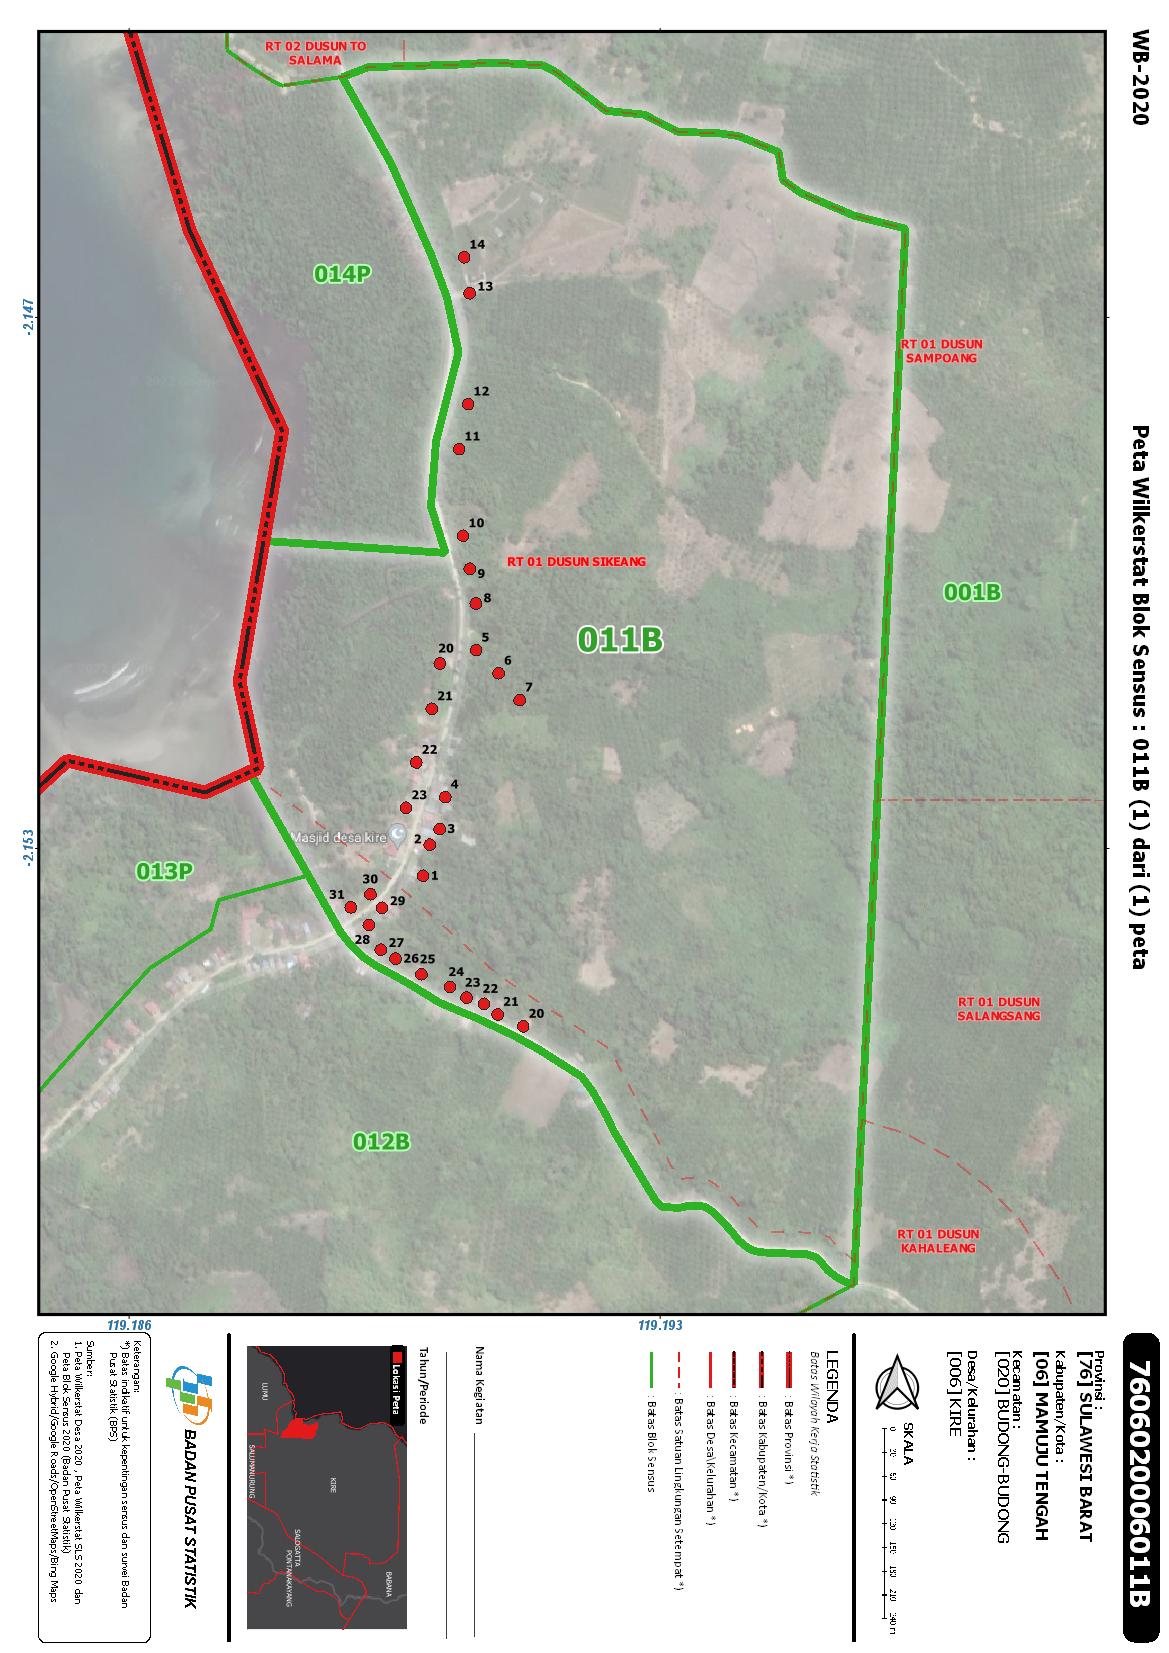 WB-2020
Peta Wilkerstat Blok Sensus : 011B (1) dari (1) peta
7606020006011B
RT 02 DUSUN TO
SALAMA
014P
14
13
-2.147
RT 01 DUSUN
SAMPOANG
12
11
10
RT 01 DUSUN SIKEANG
9
001B
8
011B
5
20
6
7
21
22
4
23
3
2
Masjid desa kire
-2.153
013P
1
30
31
29
28
27
26
25
24
23
22
21
20
RT 01 DUSUN
SALANGSANG
012B
RT 01 DUSUN
KAHALEANG
119.186
119.193
Provinsi :
[76] SULAWESI BARAT
Kabupaten/Kota :
[06] MAMUJU TENGAH
Kecamatan :
[020] BUDONG-BUDONG
Desa/Kelurahan :
[006] KIRE
SKALA
0 30 60 90 120 150 180 210 240 m
LEGENDA
Batas Wilayah Kerja Statistik
: Batas Provinsi *)
: Batas Kabupaten/Kota *)
: Batas Kecamatan *)
: Batas Desa\Kelurahan *)
: Batas Satuan Lingkungan Setempat *)
: Batas Blok Sensus
Nama Kegiatan
Tahun/Periode
Lokasi Peta
LUMU
KIRE
BABANA
SALUMANURUNG
SALOGATTA
PONTANAKAYANG
BADAN PUSAT STATISTIK
Keterangan:
*) Batas indikatif untuk kepentingan sensus dan survei Badan
Pusat Statistik (BPS)
Sumber:
1. Peta Wilkerstat Desa 2020 , Peta Wilkerstat SLS 2020 dan
Peta Blok Sensus 2020 (Badan Pusat Statistik)
2. Google Hybrid/Google Roads/OpenStreetMaps/Bing Maps